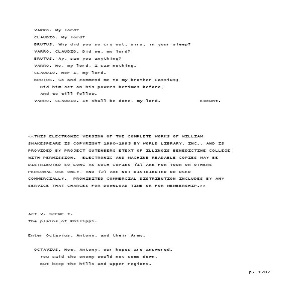 VARRO. My lord?
CLAUDIUS. My lord?
BRUTUS. Why did you so cry out, sirs, in your sleep?
VARRO, CLAUDIUS. Did we, my lord?
BRUTUS. Ay. Saw you anything?
VARRO. No, my lord, I saw nothing.
CLAUDIUS. Nor I, my lord.
BRUTUS. Go and commend me to my brother Cassius;
Bid him set on his powers betimes before,
and we will follow.
VARRO, CLAUDIUS. It shall be done, my lord. Exeunt.
<<THIS ELECTRONIC VERSION OF THE COMPLETE WORKS OF WILLIAM
SHAKESPEARE IS COPYRIGHT 1990-1993 BY WORLD LIBRARY, INC., AND IS
PROVIDED BY PROJECT GUTENBERG ETEXT OF ILLINOIS BENEDICTINE COLLEGE
WITH PERMISSION. ELECTRONIC AND MACHINE READABLE COPIES MAY BE
DISTRIBUTED SO LONG AS SUCH COPIES (1) ARE FOR YOUR OR OTHERS
PERSONAL USE ONLY, AND (2) ARE NOT DISTRIBUTED OR USED
COMMERCIALLY. PROHIBITED COMMERCIAL DISTRIBUTION INCLUDES BY ANY
SERVICE THAT CHARGES FOR DOWNLOAD TIME OR FOR MEMBERSHIP.>>
ACT V. SCENE I.
The plains of Philippi.
Enter Octavius, Antony, and their Army.
OCTAVIUS. Now, Antony, our hopes are answered.
You said the enemy would not come down,
But keep the hills and upper regions.